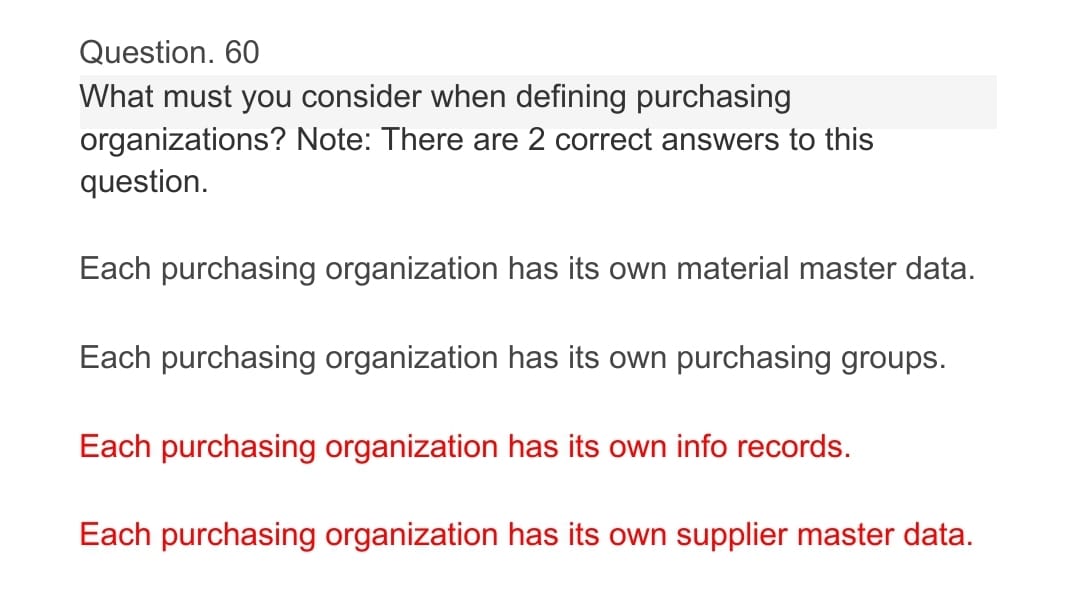 Question. 60
What must you consider when defining purchasing
organizations? Note: There are 2 correct answers to this
question.
Each purchasing organization has its own material master data.
Each purchasing organization has its own purchasing groups.
Each purchasing organization has its own info records.
Each purchasing organization has its own supplier master data.